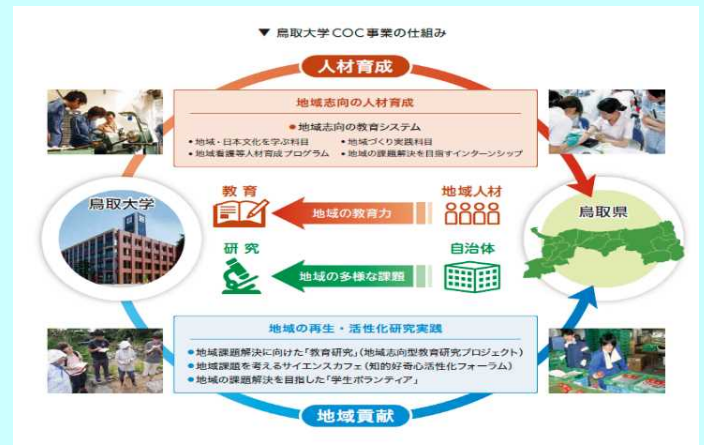 ▼ 鳥取大学COC事業の仕組み
人材育成
地域志向の人材育成
●地域志向の教育システム
•地域・日本文化を学ぶ科目 •地域づくり実践科目
•地域看護等人材育成プログラム •地域の課題解決を目指すインターンシップ
鳥取大学
教育
地域の教育力
地域人材
鳥取県
研究
地域の多様な課題
自治体
地域の再生・活性化研究実践
●地域課題解決に向けた「教育研究」(地域志向型教育研究プロジェクト)
●地域課題を考えるサイエンスカフェ(知的好奇心活性化フォーラム)
●地域の課題解決を目指した「学生ボランティア」
地域貢献